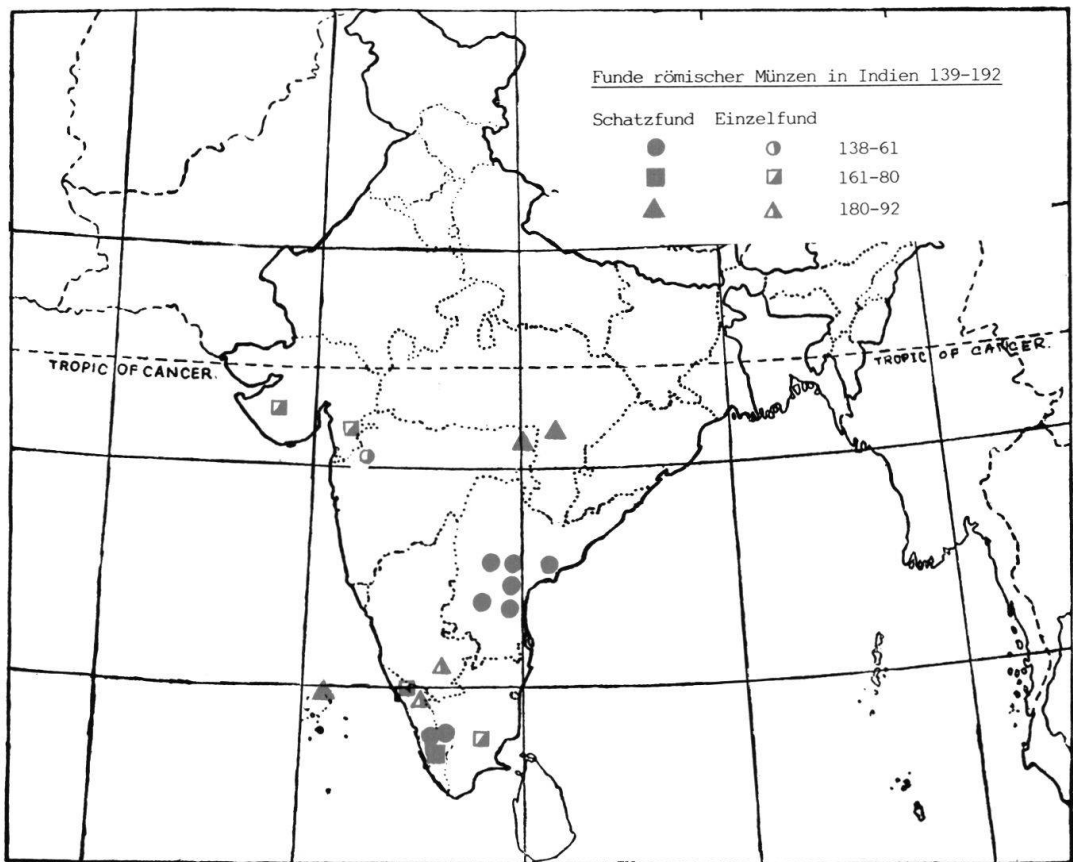 Funde römischer Münzen in Indien 139-192
Schatzfund Einzelfund
138-61
161-80
180-92
TROPIC OF CANCER.
TROPIC OF CANCER.